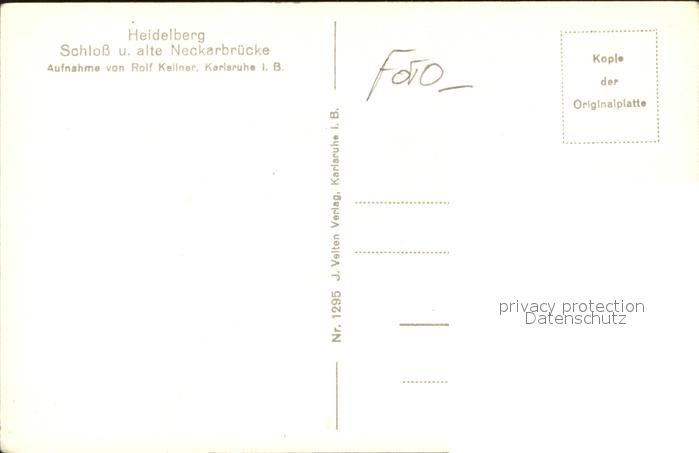 Heidelberg
Schloß u. alte Neckarbrücke
Aufnahme von Rolf Kellner, Karlsruhe i. B.
Nr. 1295 J. Velten Verlag, Karlsruhe i. B.
FOTO
Kopie
der
Originalplatte
privacy protection
Datenschutz